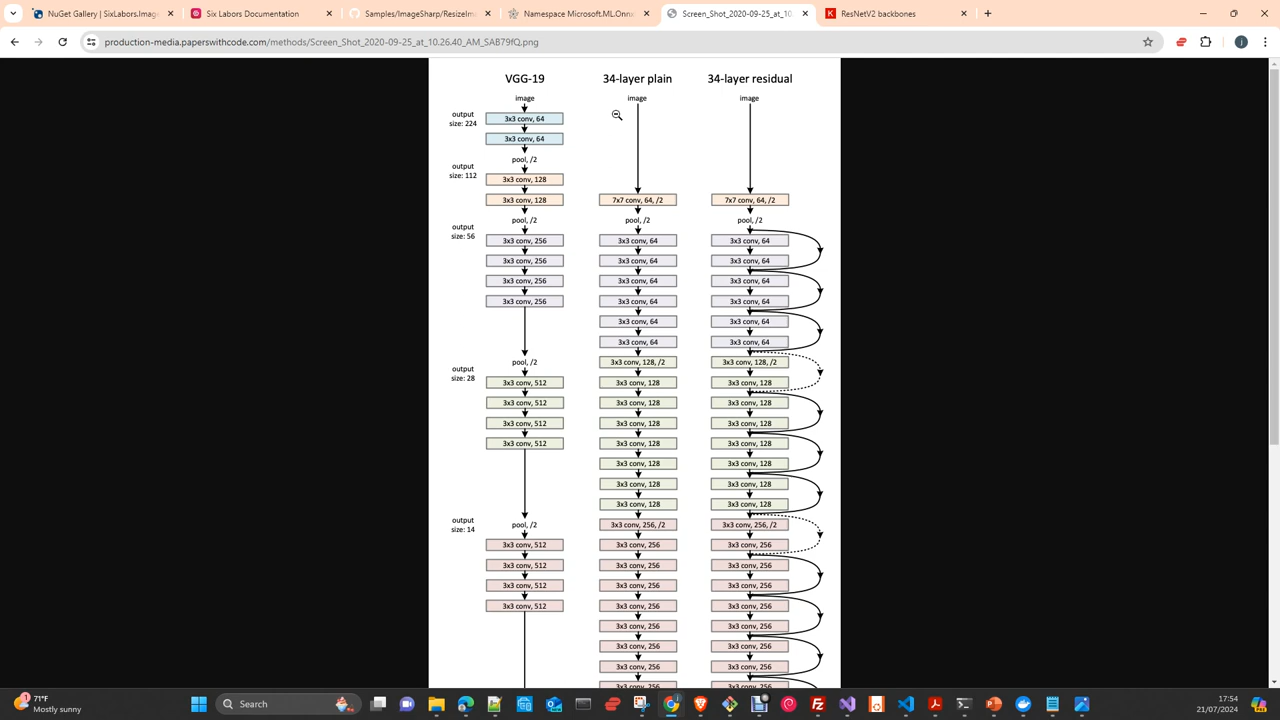 NuGet Gallery | SixLabors.Image
Six Labors Documentation
Samples/ImageSharp/ResizeIm
Namespace Microsoft.ML.Onn
Screen_Shot_2020-09-25_at_10...
ResNetV2 backbones
production-media.paperswithcode.com/methods/Screen_Shot_2020-09-25_at_10.26.40_AM_SAB79fQ.png
VGG-19
image
output
size: 224
3x3 conv, 64
3x3 conv, 64
pool, /2
output
size: 112
3x3 conv, 128
3x3 conv, 128
pool, /2
output
size: 56
3x3 conv, 256
3x3 conv, 256
3x3 conv, 256
3x3 conv, 256
pool, /2
output
size: 28
3x3 conv, 512
3x3 conv, 512
3x3 conv, 512
3x3 conv, 512
pool, /2
output
size: 14
3x3 conv, 512
3x3 conv, 512
3x3 conv, 512
3x3 conv, 512
34-layer plain
image
7x7 conv, 64, /2
pool, /2
3x3 conv, 64
3x3 conv, 64
3x3 conv, 64
3x3 conv, 64
3x3 conv, 64
3x3 conv, 64
3x3 conv, 128, /2
3x3 conv, 128
3x3 conv, 128
3x3 conv, 128
3x3 conv, 128
3x3 conv, 128
3x3 conv, 128
3x3 conv, 128
3x3 conv, 256, /2
3x3 conv, 256
3x3 conv, 256
3x3 conv, 256
3x3 conv, 256
3x3 conv, 256
3x3 conv, 256
3x3 conv, 256
3x3 conv, 256
34-layer residual
image
7x7 conv, 64, /2
pool, /2
3x3 conv, 64
3x3 conv, 64
3x3 conv, 64
3x3 conv, 64
3x3 conv, 64
3x3 conv, 64
3x3 conv, 128, /2
3x3 conv, 128
3x3 conv, 128
3x3 conv, 128
3x3 conv, 128
3x3 conv, 128
3x3 conv, 128
3x3 conv, 128
3x3 conv, 256, /2
3x3 conv, 256
3x3 conv, 256
3x3 conv, 256
3x3 conv, 256
3x3 conv, 256
3x3 conv, 256
3x3 conv, 256
3x3 conv, 256
71°F
Mostly sunny
Search
17:54
21/07/2024